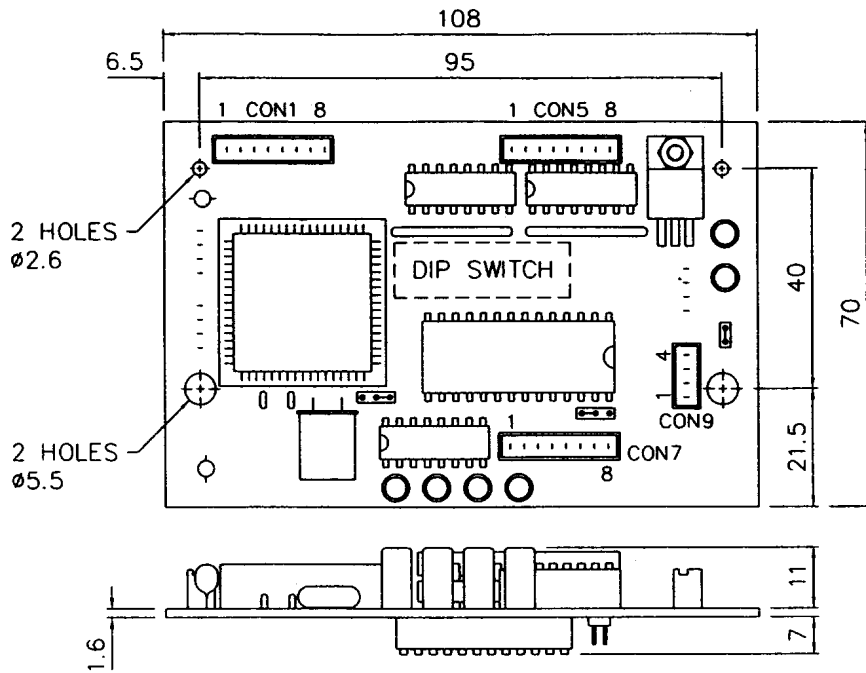 108
6.5
95
1 CON1 8
1 CON5 8
2 HOLES
ø2.6
DIP SWITCH
40
70
4
1
CON9
2 HOLES
ø5.5
1
CON7
8
21.5
11
7
1.6